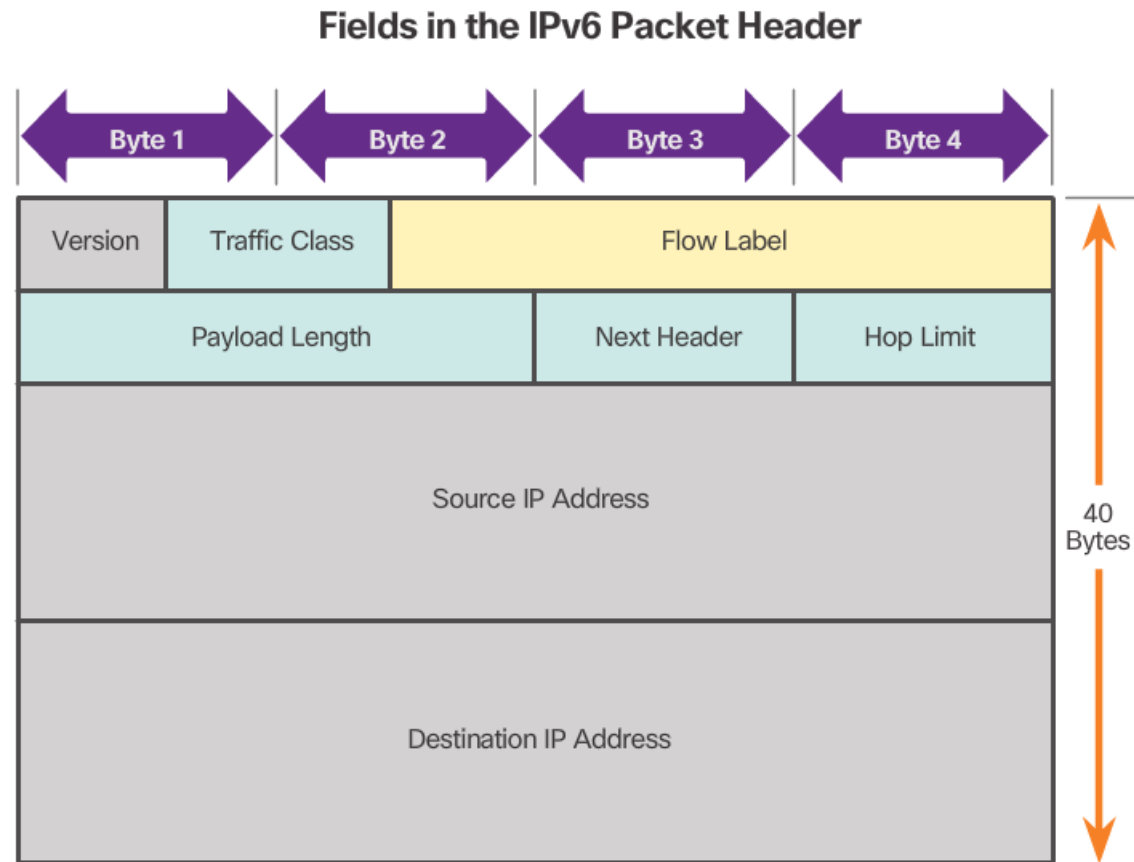 Fields in the IPv6 Packet Header
Byte 1 Byte 2 Byte 3 Byte 4
Version Traffic Class Flow Label
Payload Length Next Header Hop Limit
Source IP Address
40
Bytes
Destination IP Address